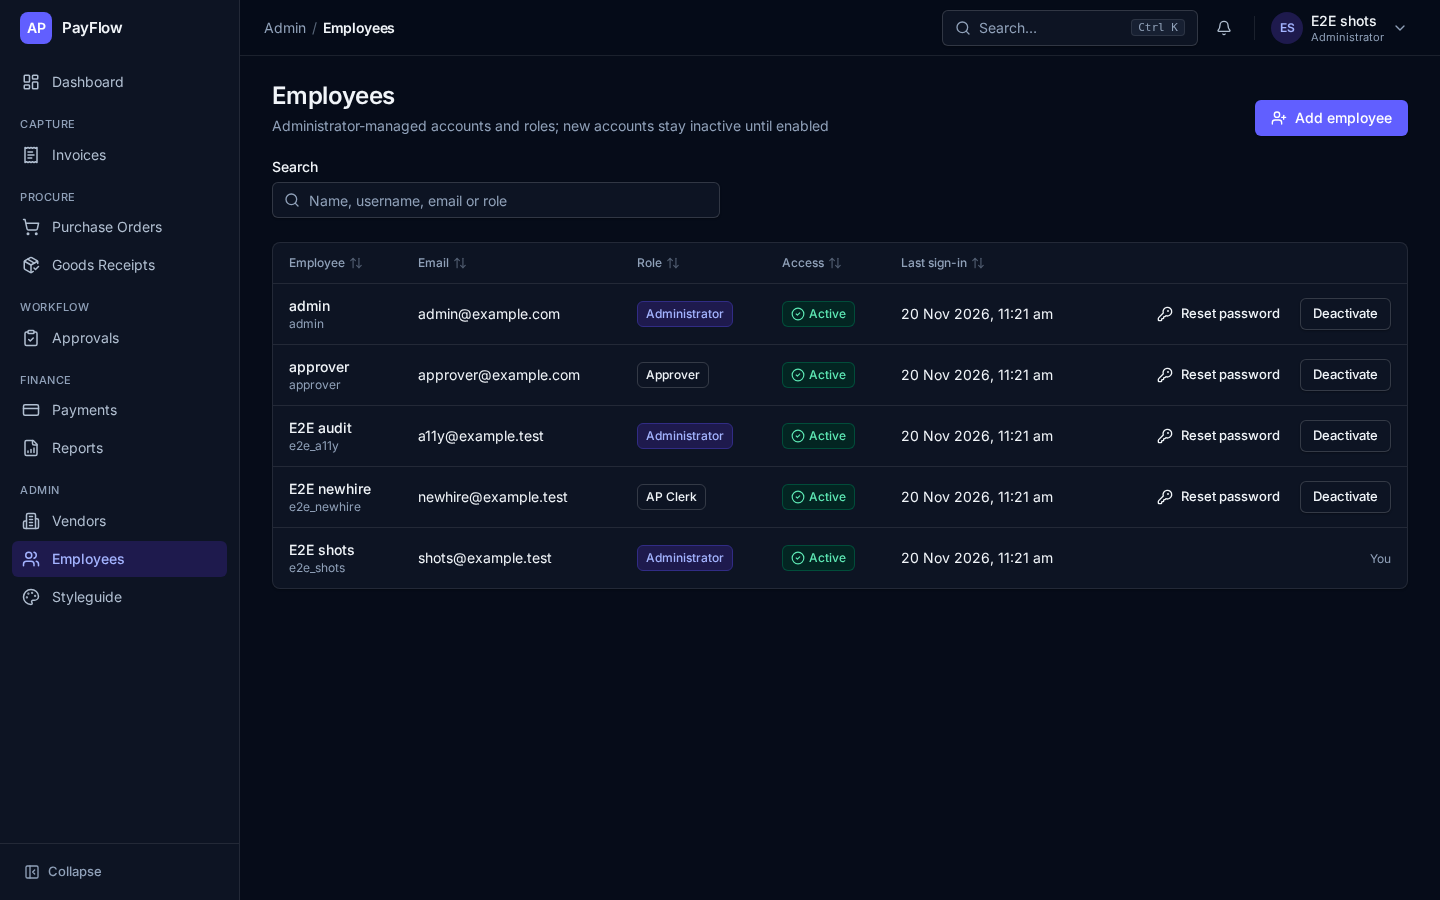 AP PayFlow
Admin / Employees
Search... Ctrl K
ES
E2E shots
Administrator
Dashboard
CAPTURE
Invoices
PROCURE
Purchase Orders
Goods Receipts
WORKFLOW
Approvals
FINANCE
Payments
Reports
ADMIN
Vendors
Employees
Styleguide
Collapse
Employees
Administrator-managed accounts and roles; new accounts stay inactive until enabled
Add employee
Search
Name, username, email or role
Employee Email Role Access Last sign-in
admin
admin
admin@example.com Administrator Active 20 Nov 2026, 11:21 am Reset password Deactivate
approver
approver
approver@example.com Approver Active 20 Nov 2026, 11:21 am Reset password Deactivate
E2E audit
e2e_a11y
a11y@example.test Administrator Active 20 Nov 2026, 11:21 am Reset password Deactivate
E2E newhire
e2e_newhire
newhire@example.test AP Clerk Active 20 Nov 2026, 11:21 am Reset password Deactivate
E2E shots
e2e_shots
shots@example.test Administrator Active 20 Nov 2026, 11:21 am You